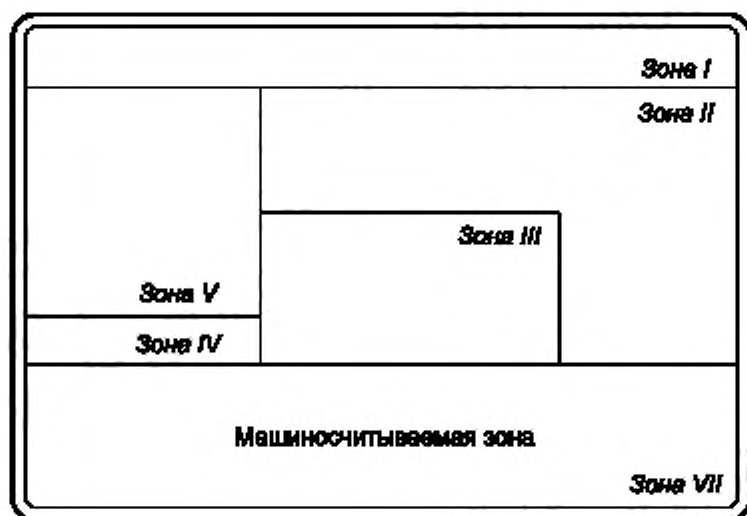 Зона I
Зона II
Зона III
Зона V
Зона IV
Машиносчитываемая зона
Зона VII